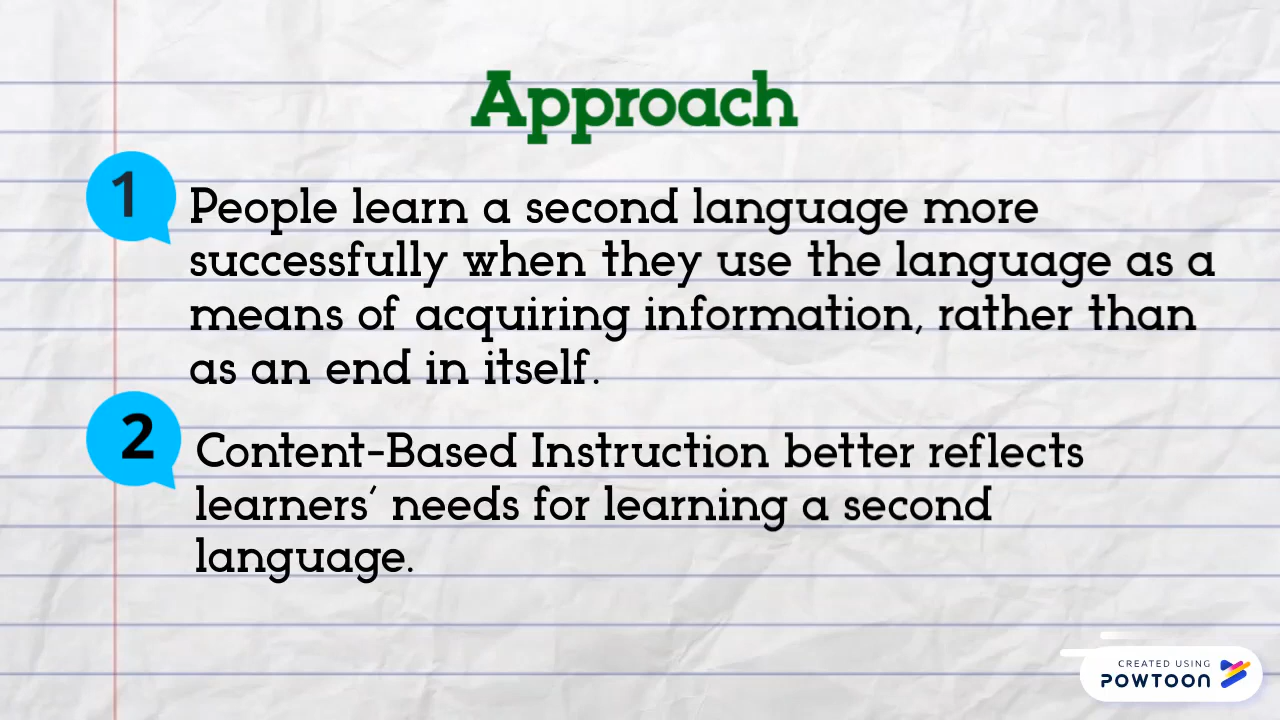 Approach
1
People learn a second language more
successfully when they use the language as a
means of acquiring information, rather than
as an end in itself.
2
Content-Based Instruction better reflects
learners’ needs for learning a second
language.
CREATED USING
POWTOON